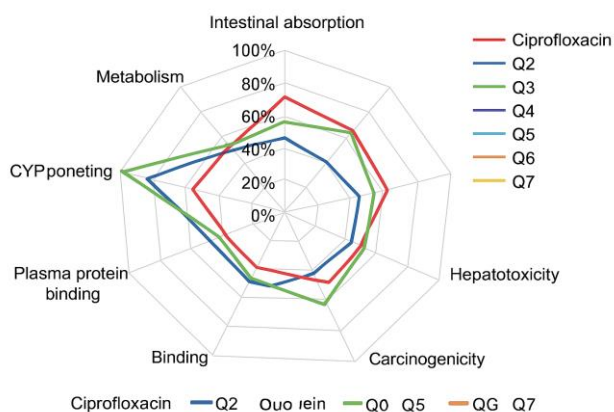 Intestinal absorption
100%
80%
60%
40%
20%
0%
Metabolism
CYPponeting
Plasma protein
binding
Binding
Carcinogenicity
Hepatotoxicity
Ciprofloxacin
Q2
Q3
Q4
Q5
Q6
Q7
Ciprofloxacin Q2 Q0 Q5 QG Q7